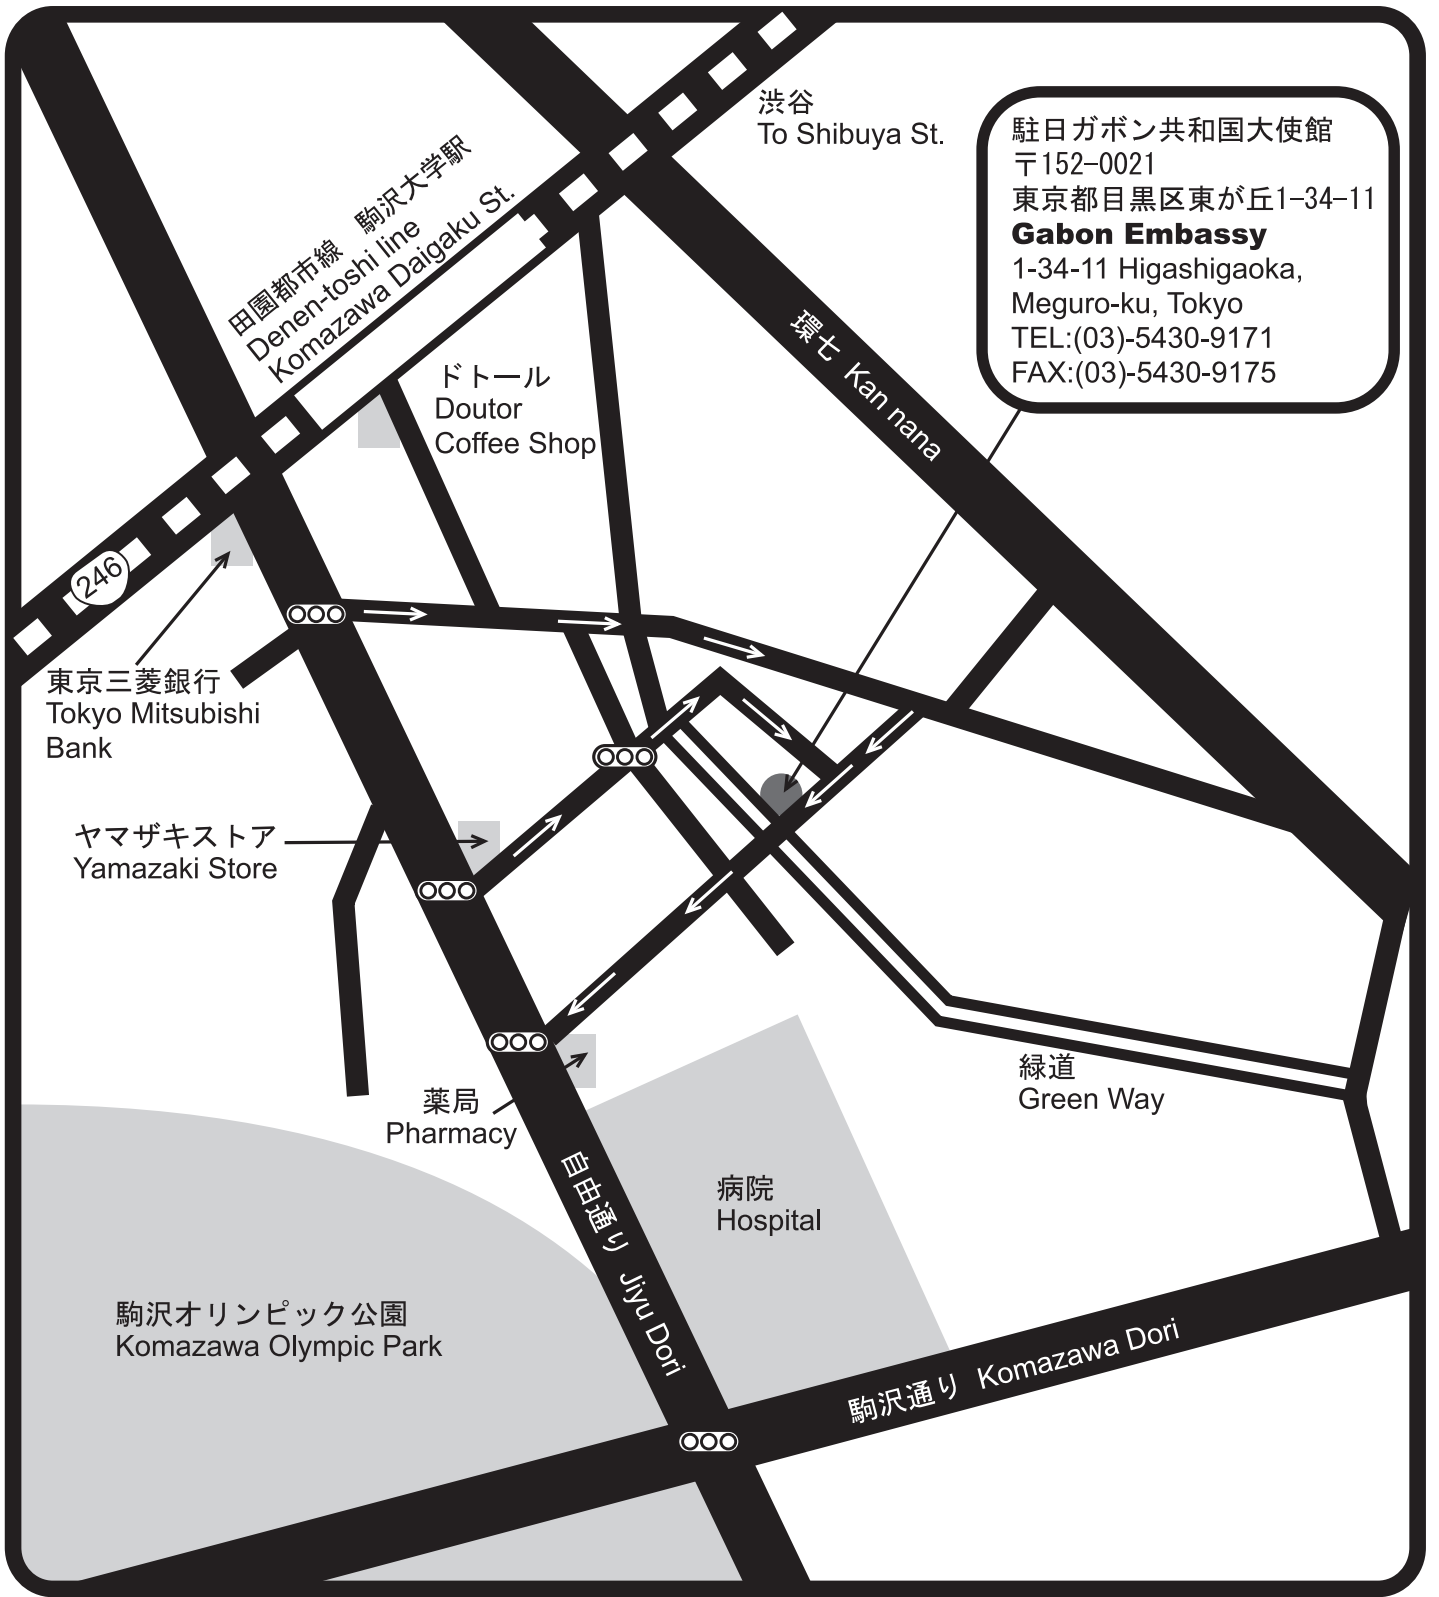 渋谷
To Shibuya St.
駐日ガボン共和国大使館
〒152-0021
東京都目黒区東が丘1-34-11
Gabon Embassy
1-34-11 Higashigaoka,
Meguro-ku, Tokyo
TEL:(03)-5430-9171
FAX:(03)-5430-9175
田園都市線　駒沢大学駅
Denen-toshi line
Komazawa Daigaku St.
環七 Kan nana
ドトール
Doutor
Coffee Shop
246
東京三菱銀行
Tokyo Mitsubishi
Bank
ヤマザキストア
Yamazaki Store
緑道
Green Way
薬局
Pharmacy
自由通り Jiyu Dori
病院
Hospital
駒沢オリンピック公園
Komazawa Olympic Park
駒沢通り Komazawa Dori